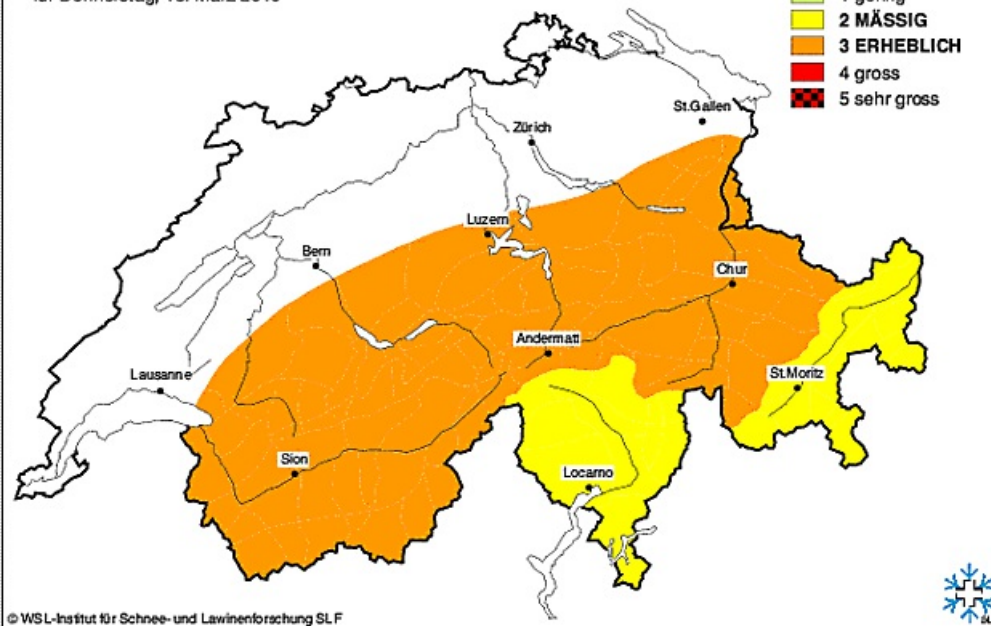 2 MÄSSIG
3 ERHEBLICH
4 gross
5 sehr gross
St.Gallen
Zürich
Luzern
Bern
Chur
Andermatt
Lausanne
St.Moritz
Sion
Locarno
© WSL-Institut für Schnee- und Lawinenforschung SLF